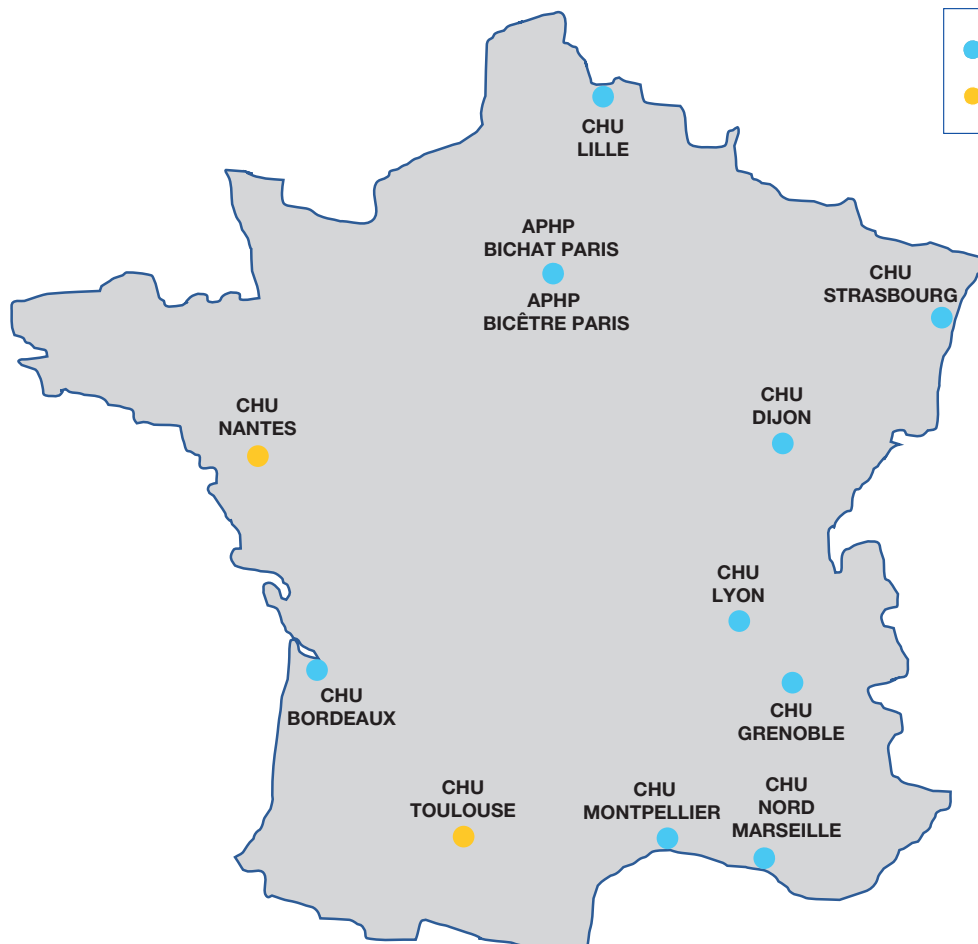 CHU
LILLE
APHP
BICHAT PARIS
APHP
BICÊTRE PARIS
CHU
STRASBOURG
CHU
NANTES
CHU
DIJON
CHU
LYON
CHU
BORDEAUX
CHU
GRENOBLE
CHU
TOULOUSE
CHU
MONTPELLIER
CHU
NORD
MARSEILLE